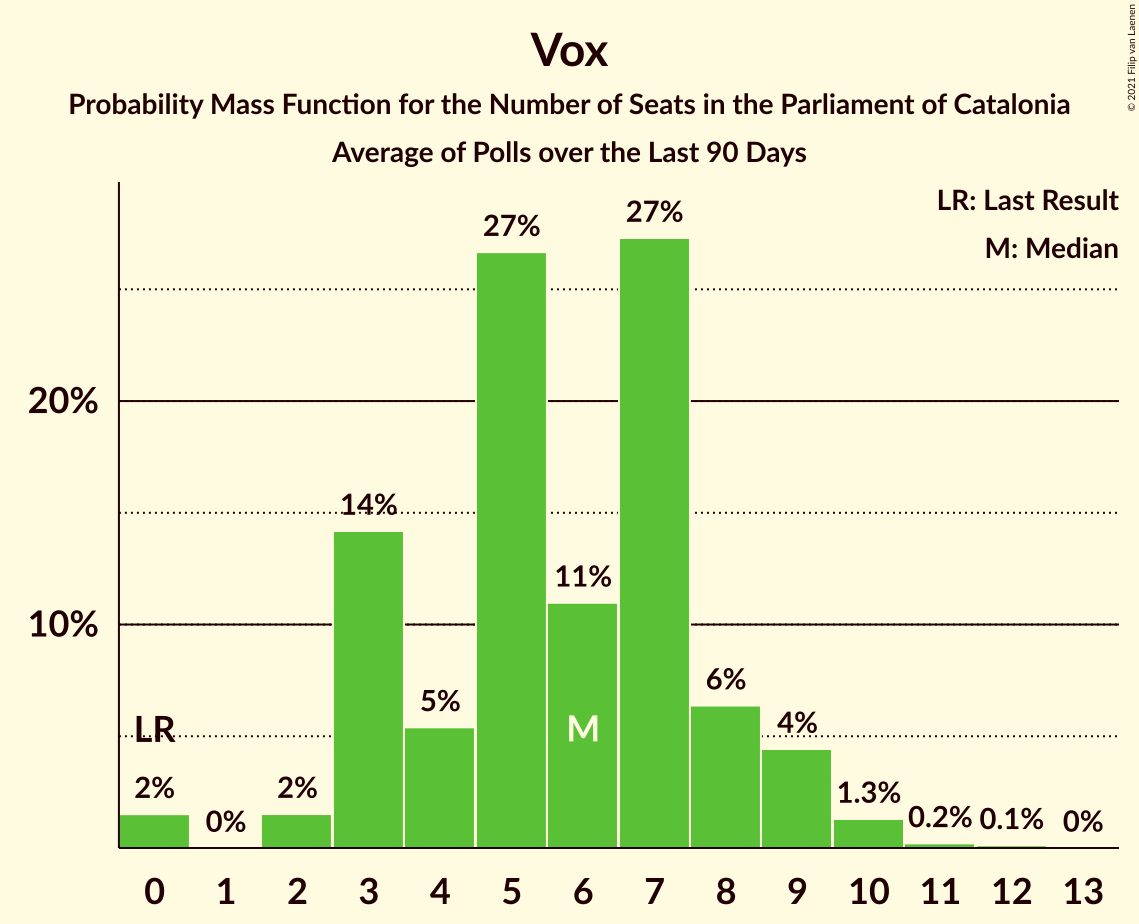 Vox
Probability Mass Function for the Number of Seats in the Parliament of Catalonia
Average of Polls over the Last 90 Days
© 2021 Filip van Laenen
LR: Last Result
M: Median
27%
27%
20%
14%
11%
10%
6%
5%
4%
LR
M
2%
0%
2%
1.3%
0.2%
0.1%
0%
0 1 2 3 4 5 6 7 8 9 10 11 12 13